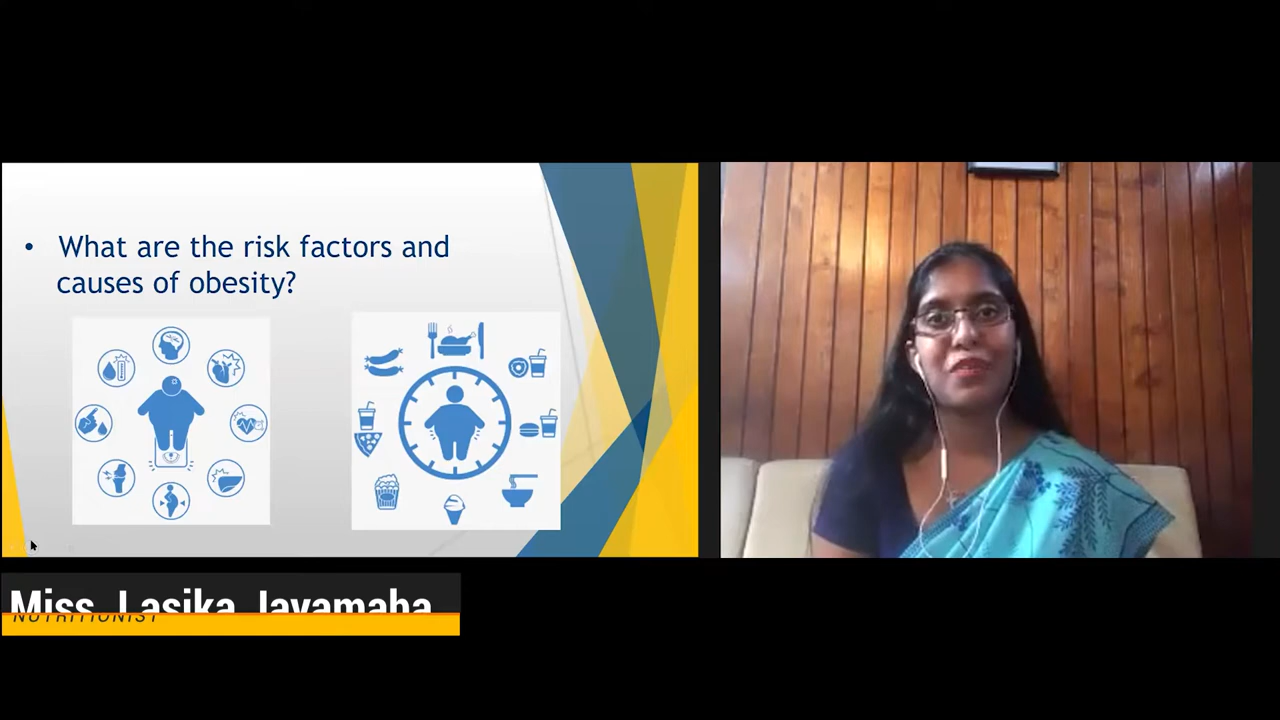 What are the risk factors and
causes of obesity?
Miss. Lasika Jayamaha
NUTRITIONIST